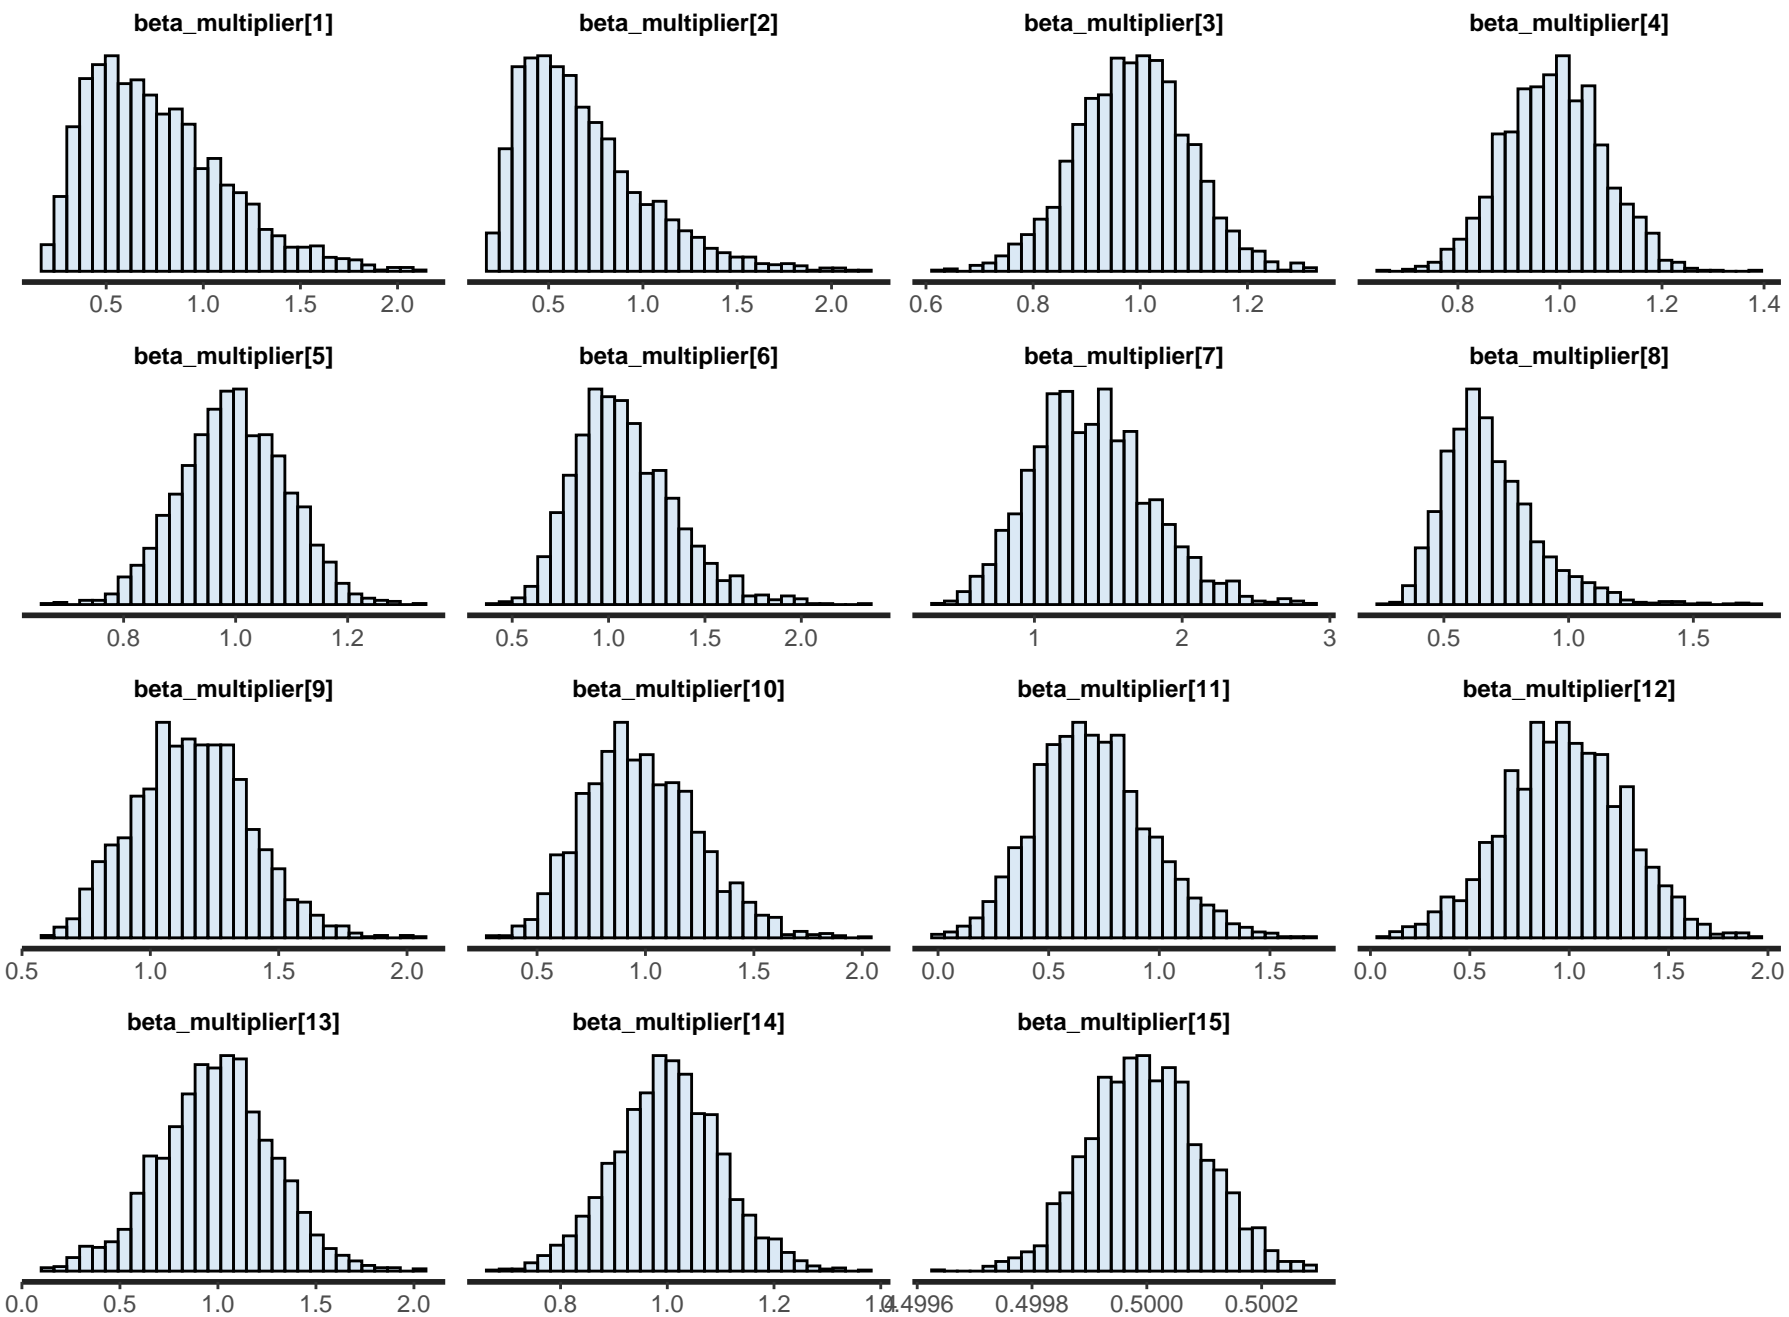 beta_multiplier[1] beta_multiplier[2] beta_multiplier[3] beta_multiplier[4]
0.5 1.0 1.5 2.0 0.5 1.0 1.5 2.0 0.6 0.8 1.0 1.2 0.8 1.0 1.2 1.4
beta_multiplier[5] beta_multiplier[6] beta_multiplier[7] beta_multiplier[8]
0.8 1.0 1.2 0.5 1.0 1.5 2.0 1 2 3 0.5 1.0 1.5
beta_multiplier[9] beta_multiplier[10] beta_multiplier[11] beta_multiplier[12]
0.5 1.0 1.5 2.0 0.5 1.0 1.5 2.0 0.0 0.5 1.0 1.5 0.0 0.5 1.0 1.5 2.0
beta_multiplier[13] beta_multiplier[14] beta_multiplier[15]
0.0 0.5 1.0 1.5 2.0 0.8 1.0 1.2 1.4 0.4996 0.4998 0.5000 0.5002